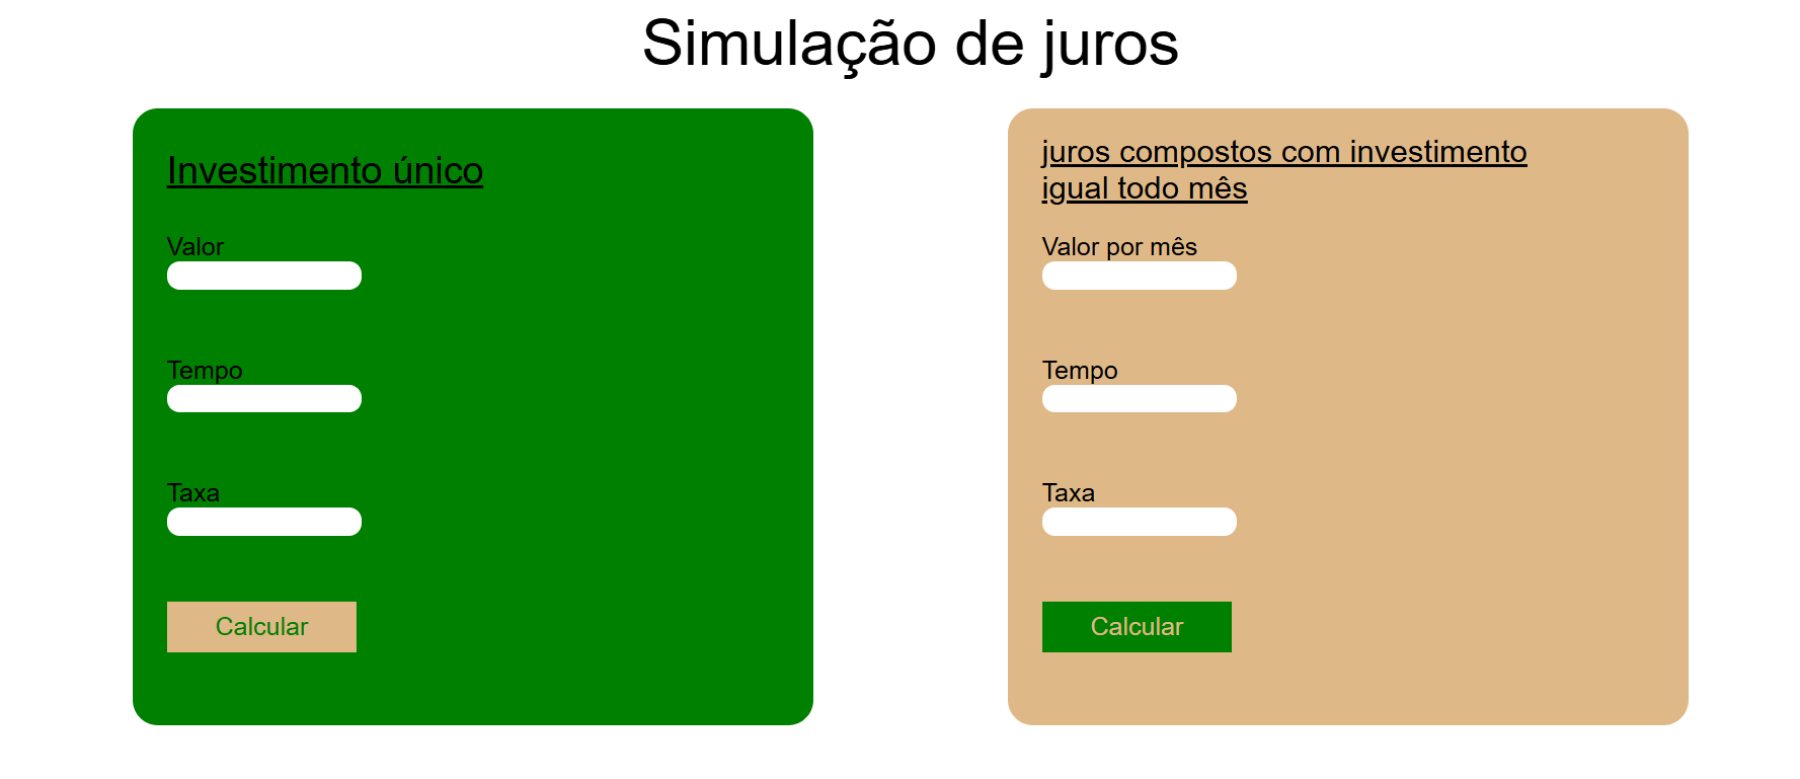 Simulação de juros
Investimento único
Valor
Tempo
Taxa
Calcular
juros compostos com investimento
igual todo mês
Valor por mês
Tempo
Taxa
Calcular